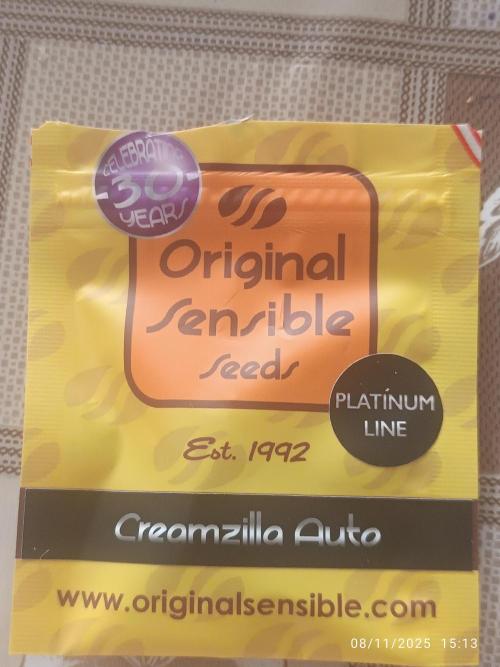 CELEBRATING
30
YEARS
Original
Sensible
Seeds
PLATÍNUM
LINE
Est. 1992
Creamzilla Auto
www.originalsensible.com
08/11/2025 15:13